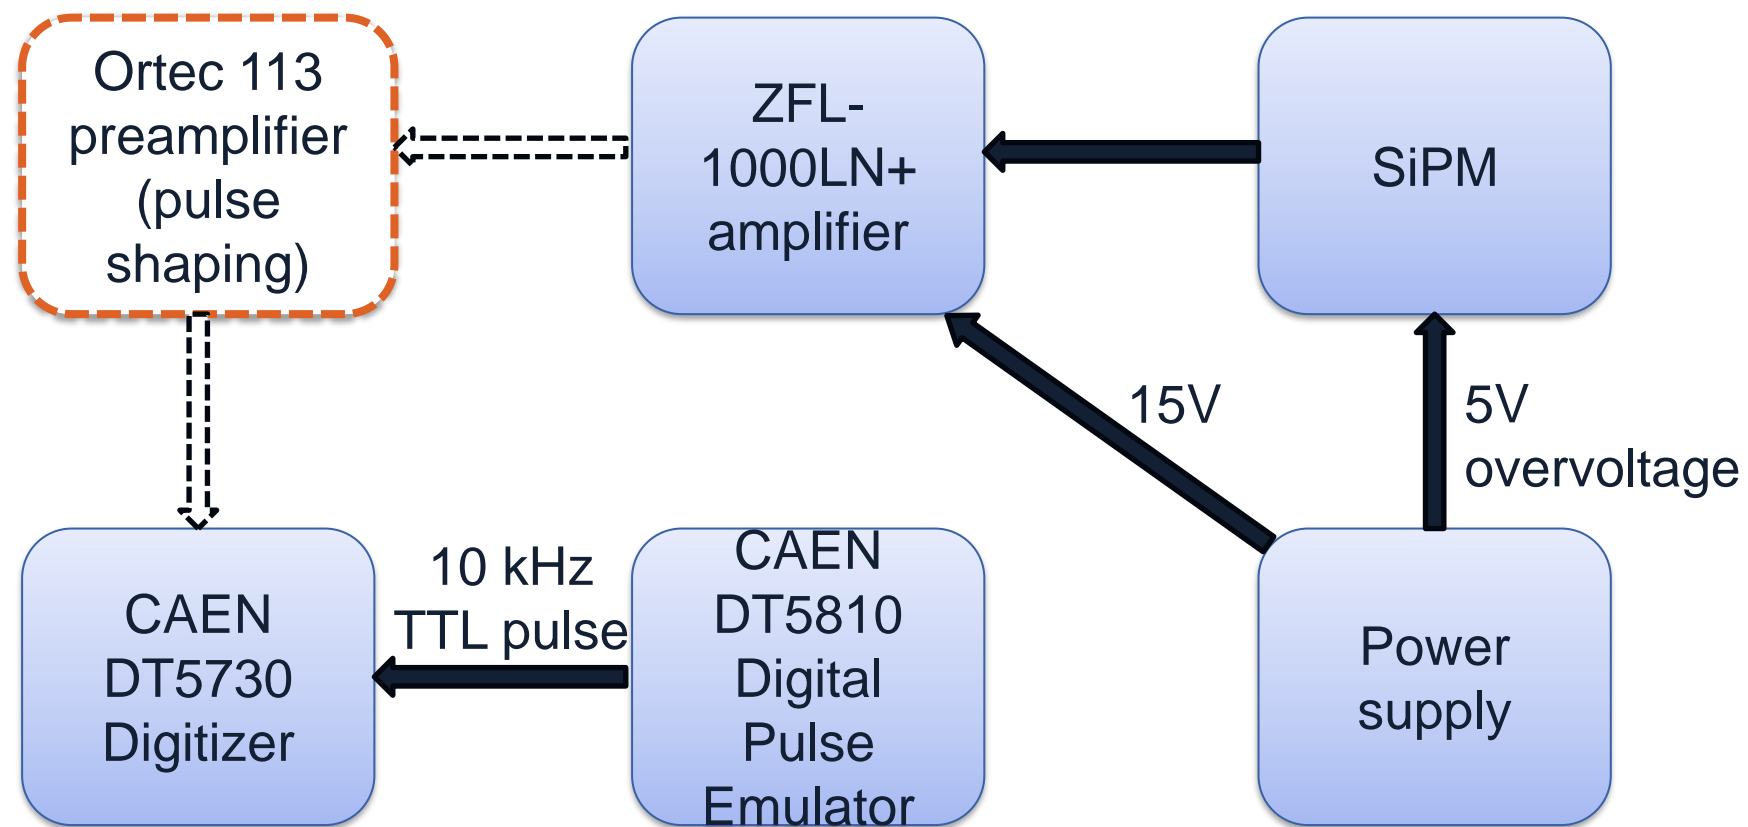 Ortec 113
preamplifier
(pulse
shaping)
ZFL-
1000LN+
amplifier
SiPM
15V
5V
overvoltage
CAEN
DT5730
Digitizer
10 kHz
TTL pulse
CAEN
DT5810
Digital
Pulse
Emulator
Power
supply